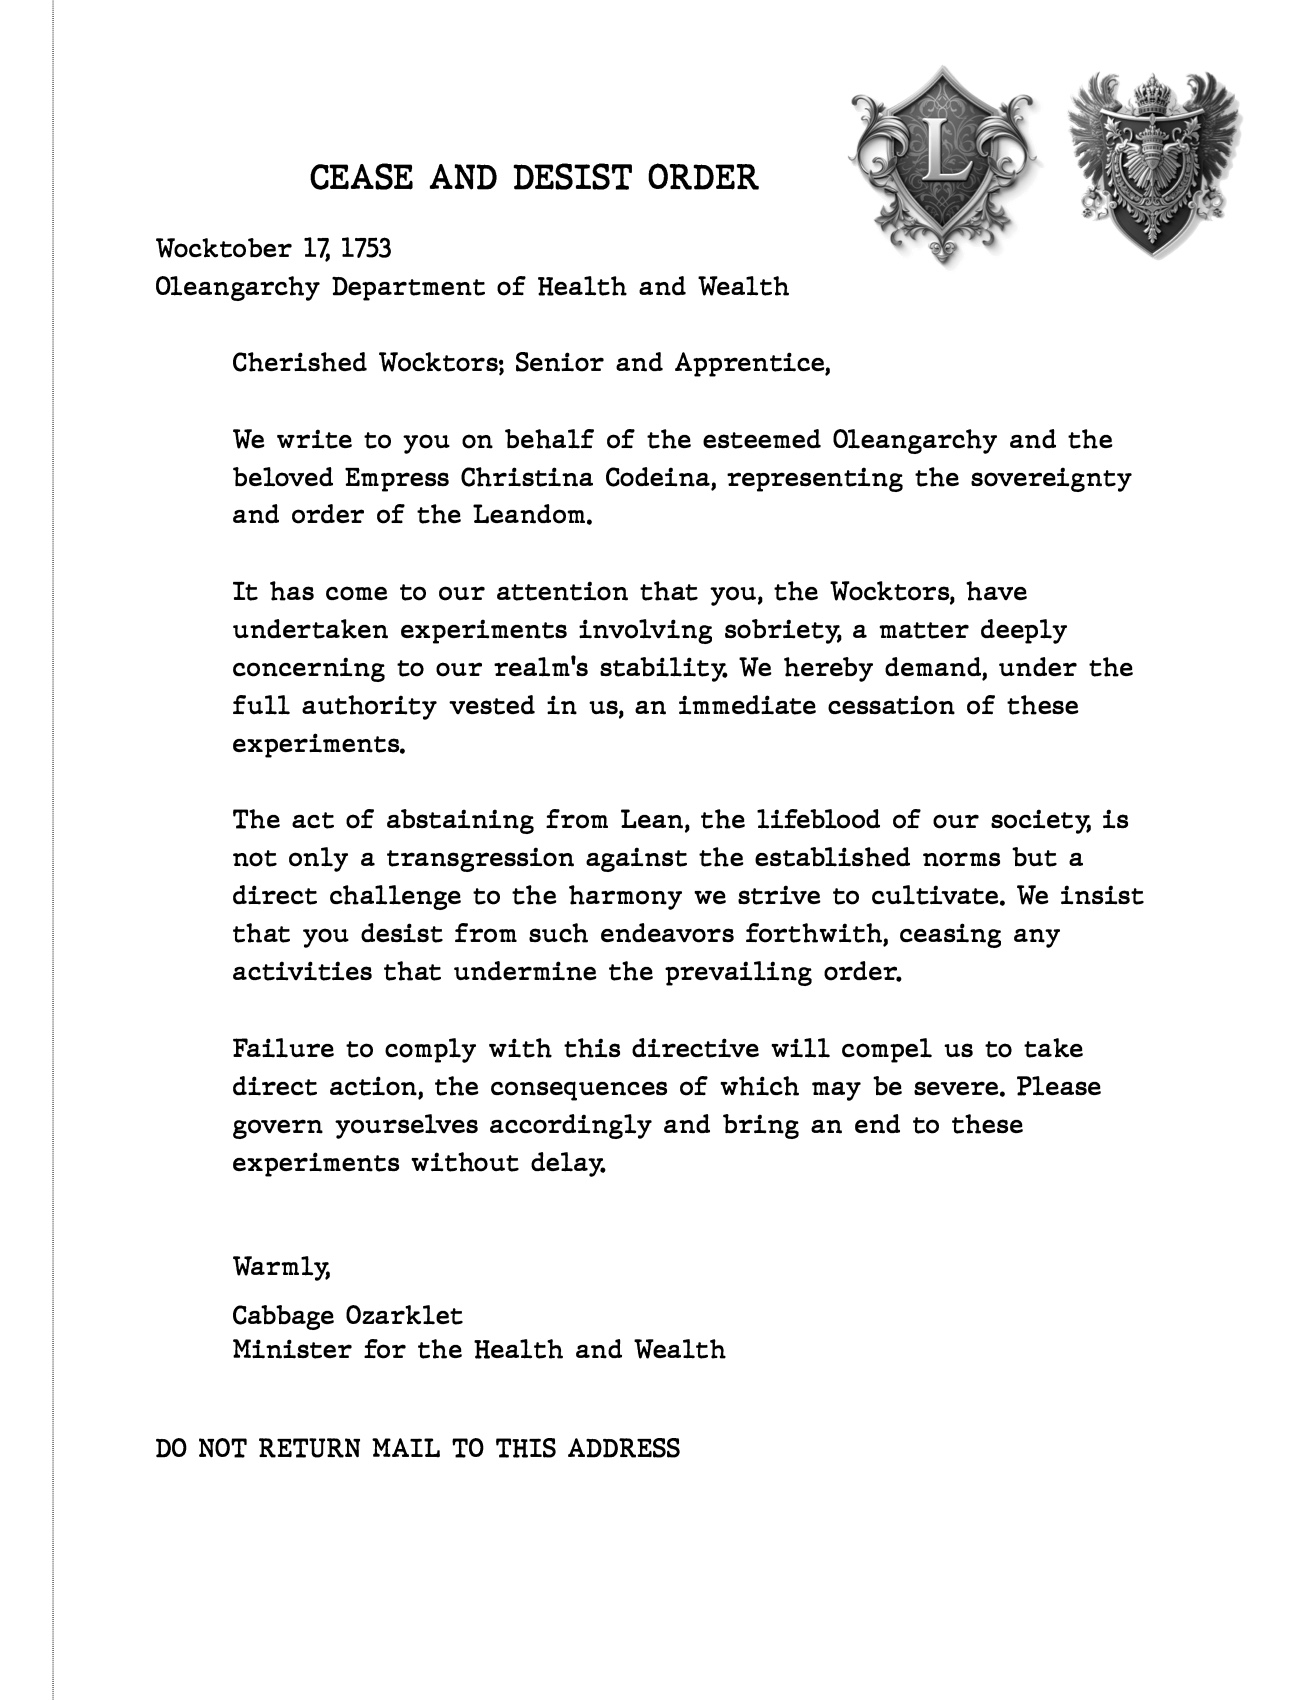 L
CEASE AND DESIST ORDER
Wocktober 17, 1753
Oleangarchy Department of Health and Wealth
Cherished Wocktors; Senior and Apprentice,
We write to you on behalf of the esteemed Oleangarchy and the
beloved Empress Christina Codeina, representing the sovereignty
and order of the Leandom.
It has come to our attention that you, the Wocktors, have
undertaken experiments involving sobriety, a matter deeply
concerning to our realm's stability. We hereby demand, under the
full authority vested in us, an immediate cessation of these
experiments.
The act of abstaining from Lean, the lifeblood of our society, is
not only a transgression against the established norms but a
direct challenge to the harmony we strive to cultivate. We insist
that you desist from such endeavors forthwith, ceasing any
activities that undermine the prevailing order.
Failure to comply with this directive will compel us to take
direct action, the consequences of which may be severe. Please
govern yourselves accordingly and bring an end to these
experiments without delay.
Warmly,
Cabbage Ozarklet
Minister for the Health and Wealth
DO NOT RETURN MAIL TO THIS ADDRESS